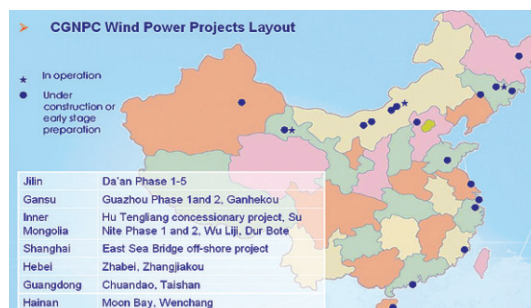 ➤ CGNPC Wind Power Projects Layout
★ In operation
● Under
construction or
early stage
preparation
Jilin Da'an Phase 1-5
Gansu Guazhou Phase 1and 2, Ganhekou
Inner Hu Tengliang concessionary project, Su
Mongolia Nite Phase 1 and 2, Wu Liji, Dur Bote
Shanghai East Sea Bridge off-shore project
Hebei Zhabei, Zhangjiakou
Guangdong Chuandao, Taishan
Hainan Moon Bay, Wenchang